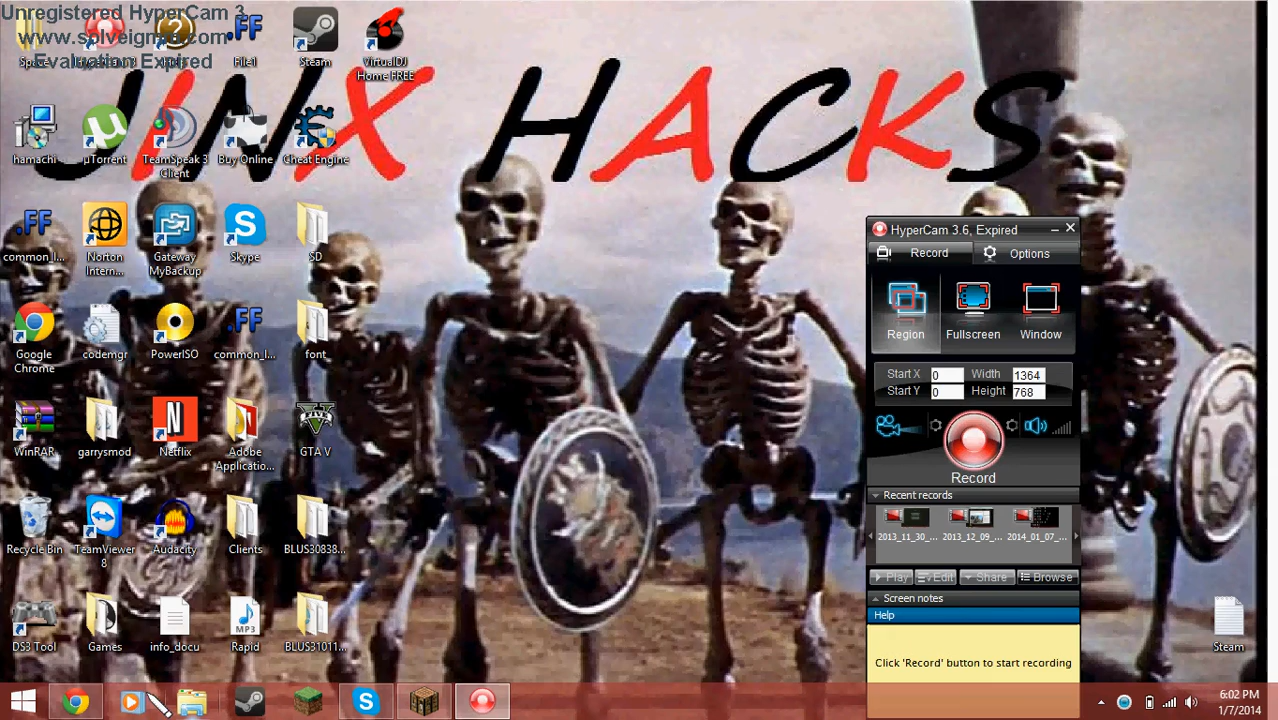 Unregistered HyperCam 3
www.solveigmm.com
Evaluation Expired
File1
Steam
VirtualDJ
Home FREE
JINX HACKS
hamachi
µTorrent
TeamSpeak 3
Client
Buy Online
Cheat Engine
.FF
common_l...
Norton
Intern...
Gateway
MyBackup
Skype
SD
Google
Chrome
codemgr
PowerISO
.FF
common_l...
font
WinRAR
garrysmod
Netflix
Adobe
Applicatio...
GTA V
Recycle Bin
TeamViewer
8
Audacity
Clients
BLUS30838...
DS3 Tool
Games
info_docu
MP3
Rapid
BLUS31011...
Steam
HyperCam 3.6, Expired
Record
Options
Region
Fullscreen
Window
Start X
0
Width
1364
Start Y
0
Height
768
Record
Recent records
2013_11_30_...
2013_12_09_...
2014_01_07_...
Play
Edit
Share
Browse
Screen notes
Help
Click 'Record' button to start recording
6:02 PM
1/7/2014